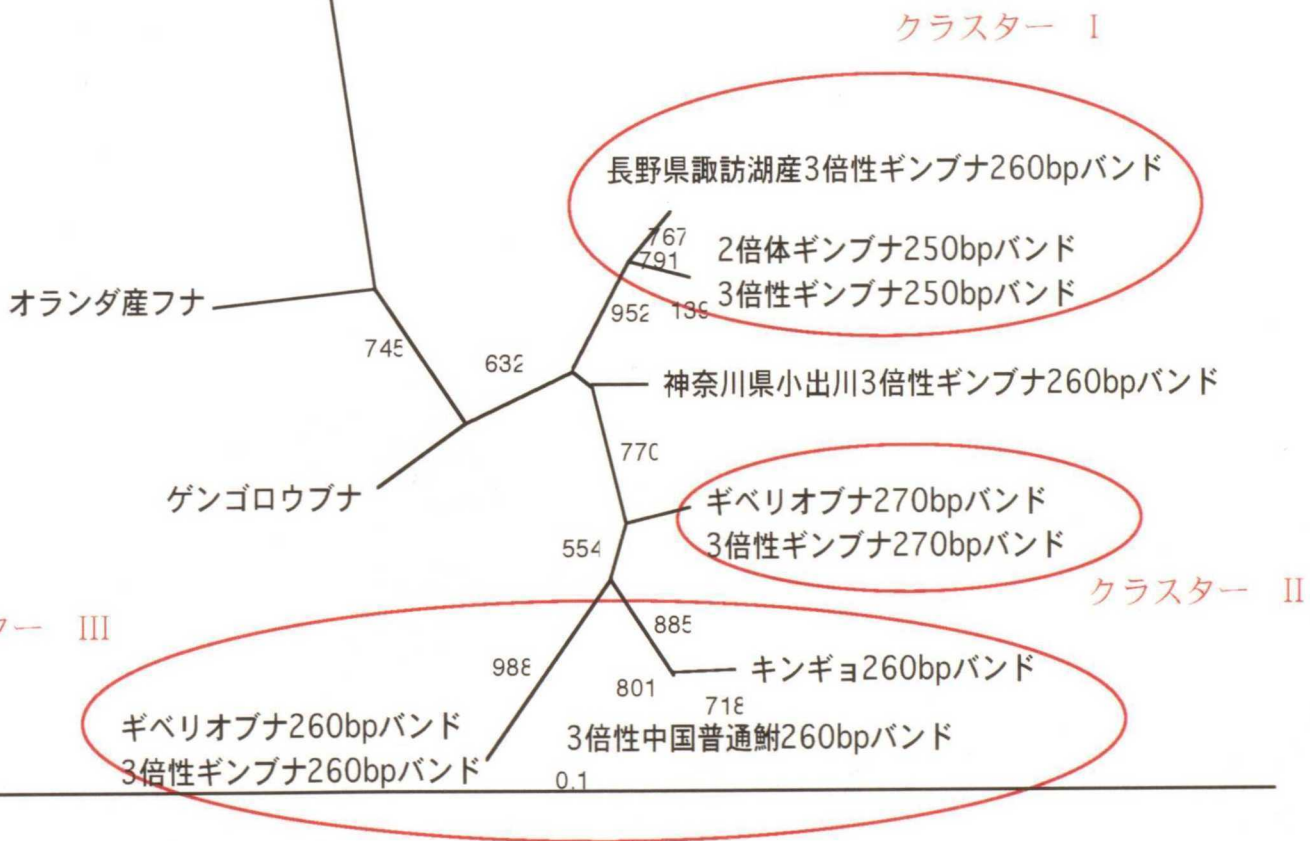 クラスター I
長野県諏訪湖産3倍性ギンブナ260bpバンド
767
791
2倍体ギンブナ250bpバンド
3倍性ギンブナ250bpバンド
オランダ産フナ
952
745
632
神奈川県小出川3倍性ギンブナ260bpバンド
770
ゲンゴロウブナ
ギベリオブナ270bpバンド
3倍性ギンブナ270bpバンド
554
クラスター II
ター III
885
988
キンギョ260bpバンド
801
718
ギベリオブナ260bpバンド
3倍性中国普通鮒260bpバンド
3倍性ギンブナ260bpバンド
0.1